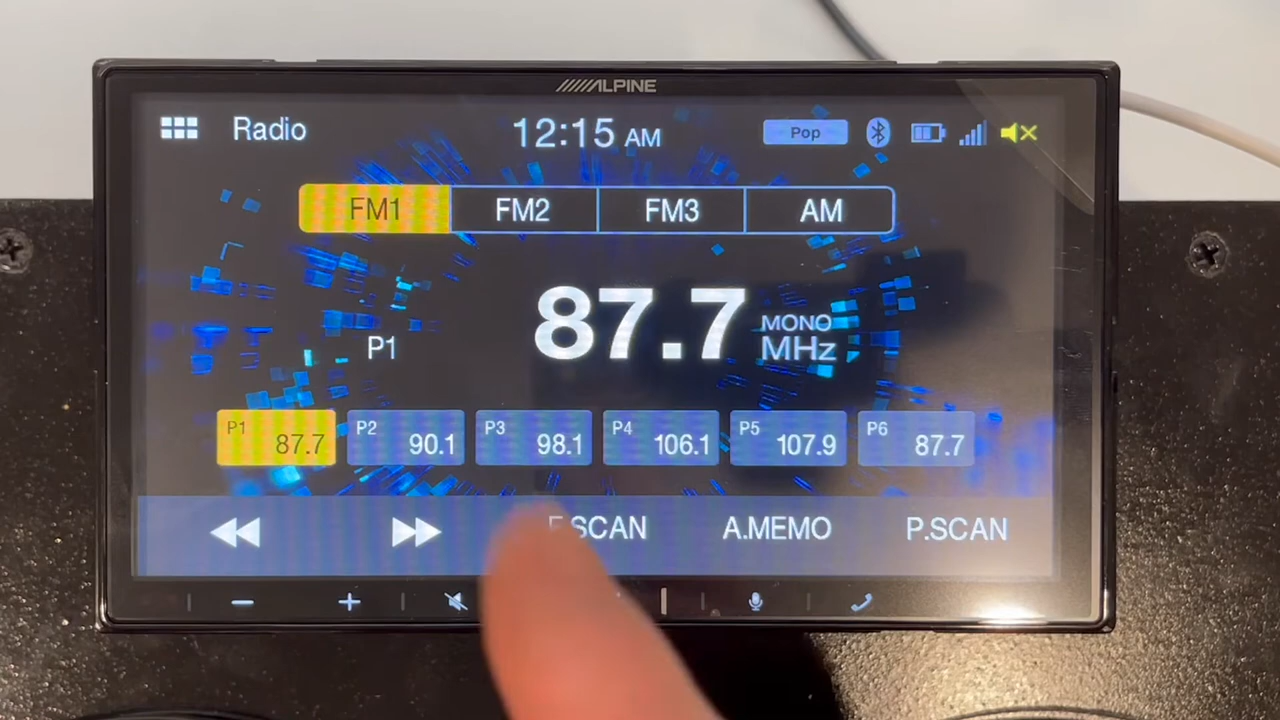 ALPINE
Radio 12:15 AM Pop
FM1 FM2 FM3 AM
87.7 MONO MHz
P1
P1 87.7 P2 90.1 P3 98.1 P4 106.1 P5 107.9 P6 87.7
SCAN A.MEMO P.SCAN